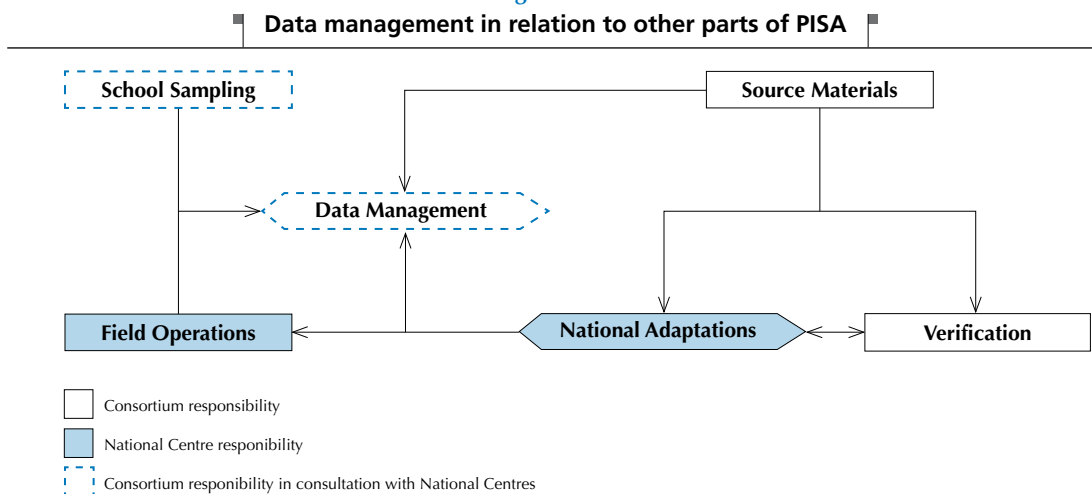 Data management in relation to other parts of PISA
School Sampling
Source Materials
Data Management
Field Operations
National Adaptations
Verification
Consortium responsibility
National Centre responibility
Consortium responibility in consultation with National Centres